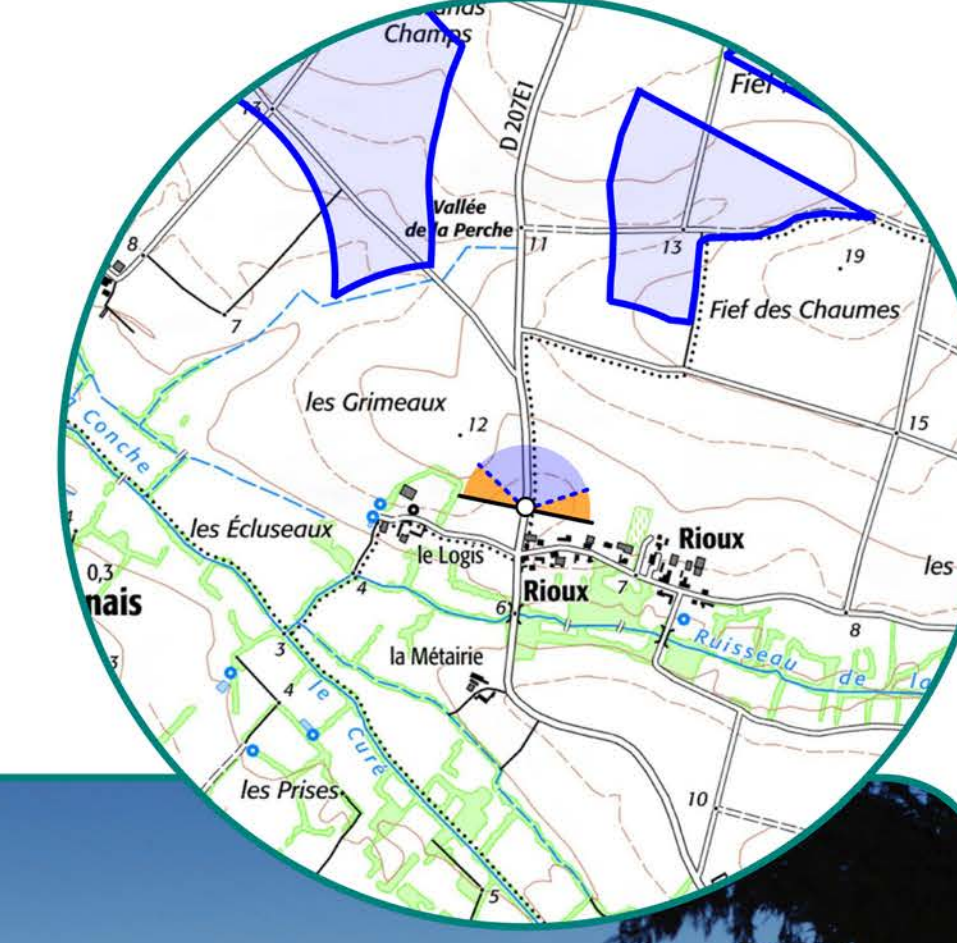 Champs
Fief
D 207E1
Vallée
de la Perche
11
13
8
19
7
Fief des Chaumes
les Grimeaux
12
15
Conche
les Écluseaux
le Logis
Rioux
les
0,3
nais
4
Rioux
7
6
8
3
la Métairie
Ruisseau de la
4
le Curé
les Prises
10
5